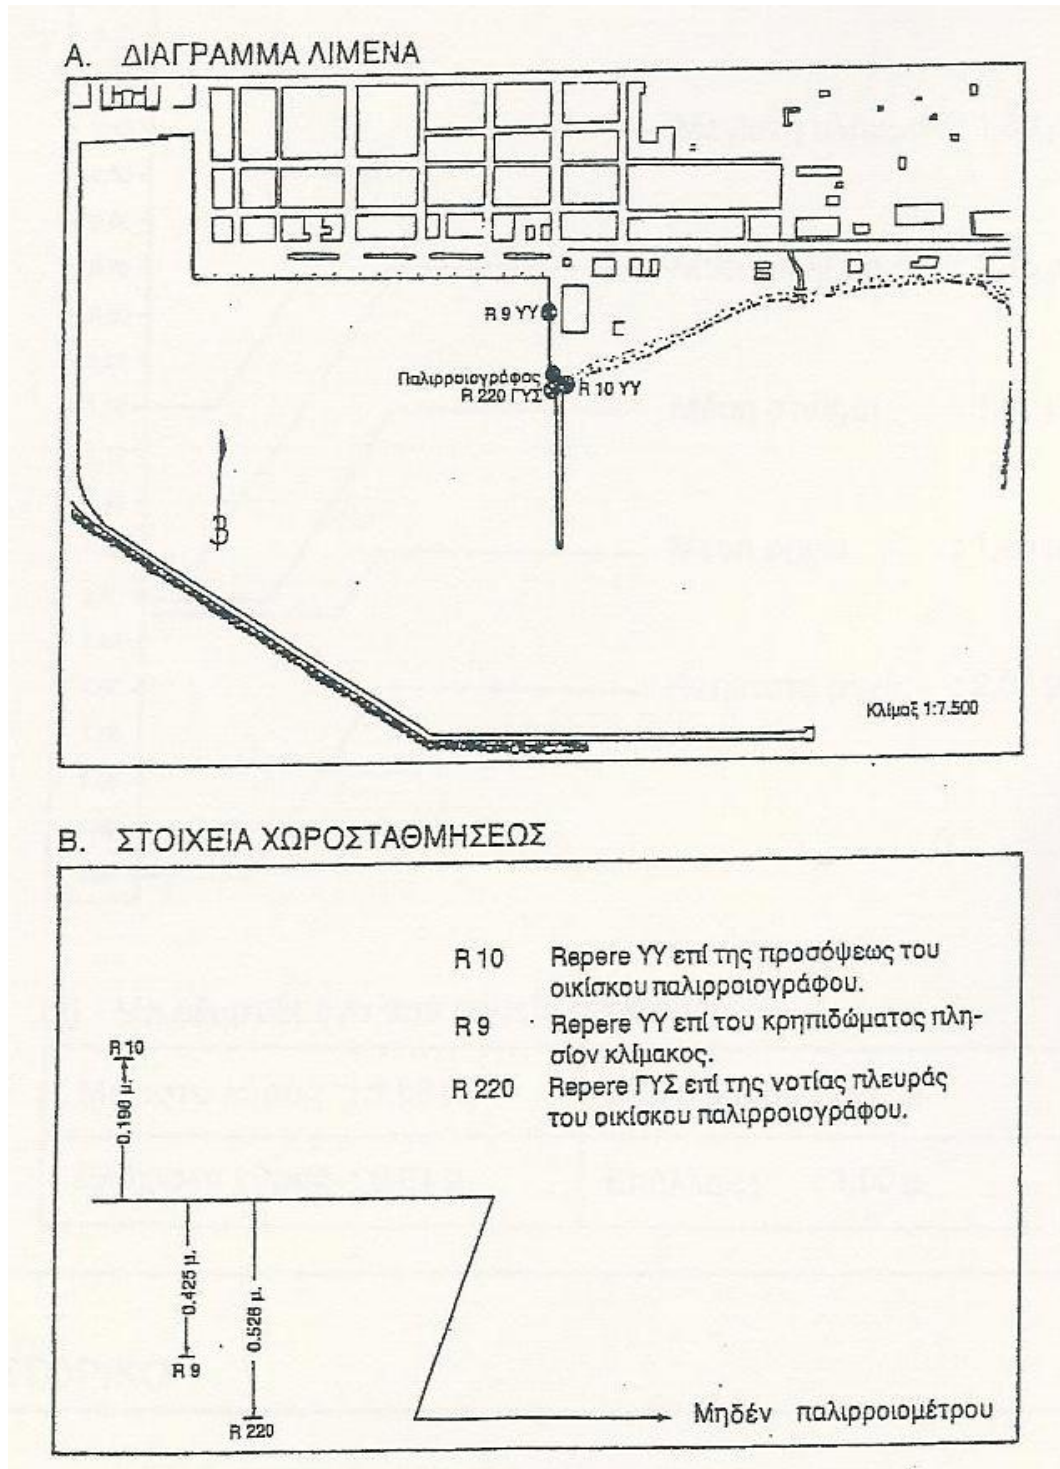 Α. ΔΙΑΓΡΑΜΜΑ ΛΙΜΕΝΑ
R 9 ΥΥ
Παλιρροιογράφος
R 220 ΓΥΣ
R 10 ΥΥ
Β
Κλίμαξ 1:7.500
Β. ΣΤΟΙΧΕΙΑ ΧΩΡΟΣΤΑΘΜΗΣΕΩΣ
R 10 Repere ΥΥ επί της προσόψεως του
οικίσκου παλιρροιογράφου.
R 9 Repere ΥΥ επί του κρηπιδώματος πλη-
σίον κλίμακος.
R 220 Repere ΓΥΣ επί της νοτίας πλευράς
του οικίσκου παλιρροιογράφου.
R 10
0.190 μ.
0.425 μ.
R 9
0.526 μ.
R 220
Μηδέν παλιρροιομέτρου